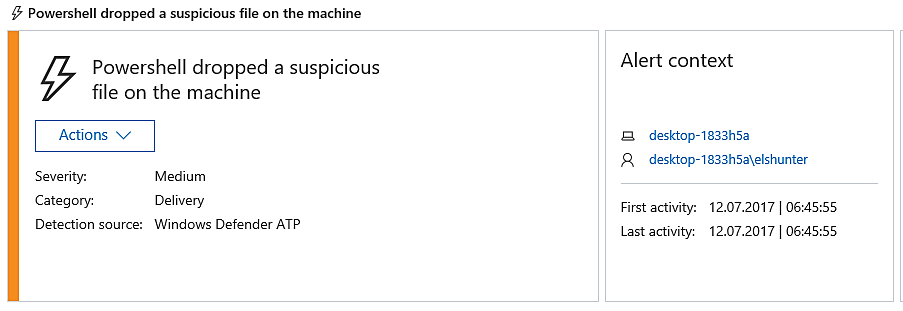 Powershell dropped a suspicious file on the machine
Powershell dropped a suspicious
file on the machine
Actions
Severity: Medium
Category: Delivery
Detection source: Windows Defender ATP
Alert context
desktop-1833h5a
desktop-1833h5a\elshunter
First activity: 12.07.2017 | 06:45:55
Last activity: 12.07.2017 | 06:45:55